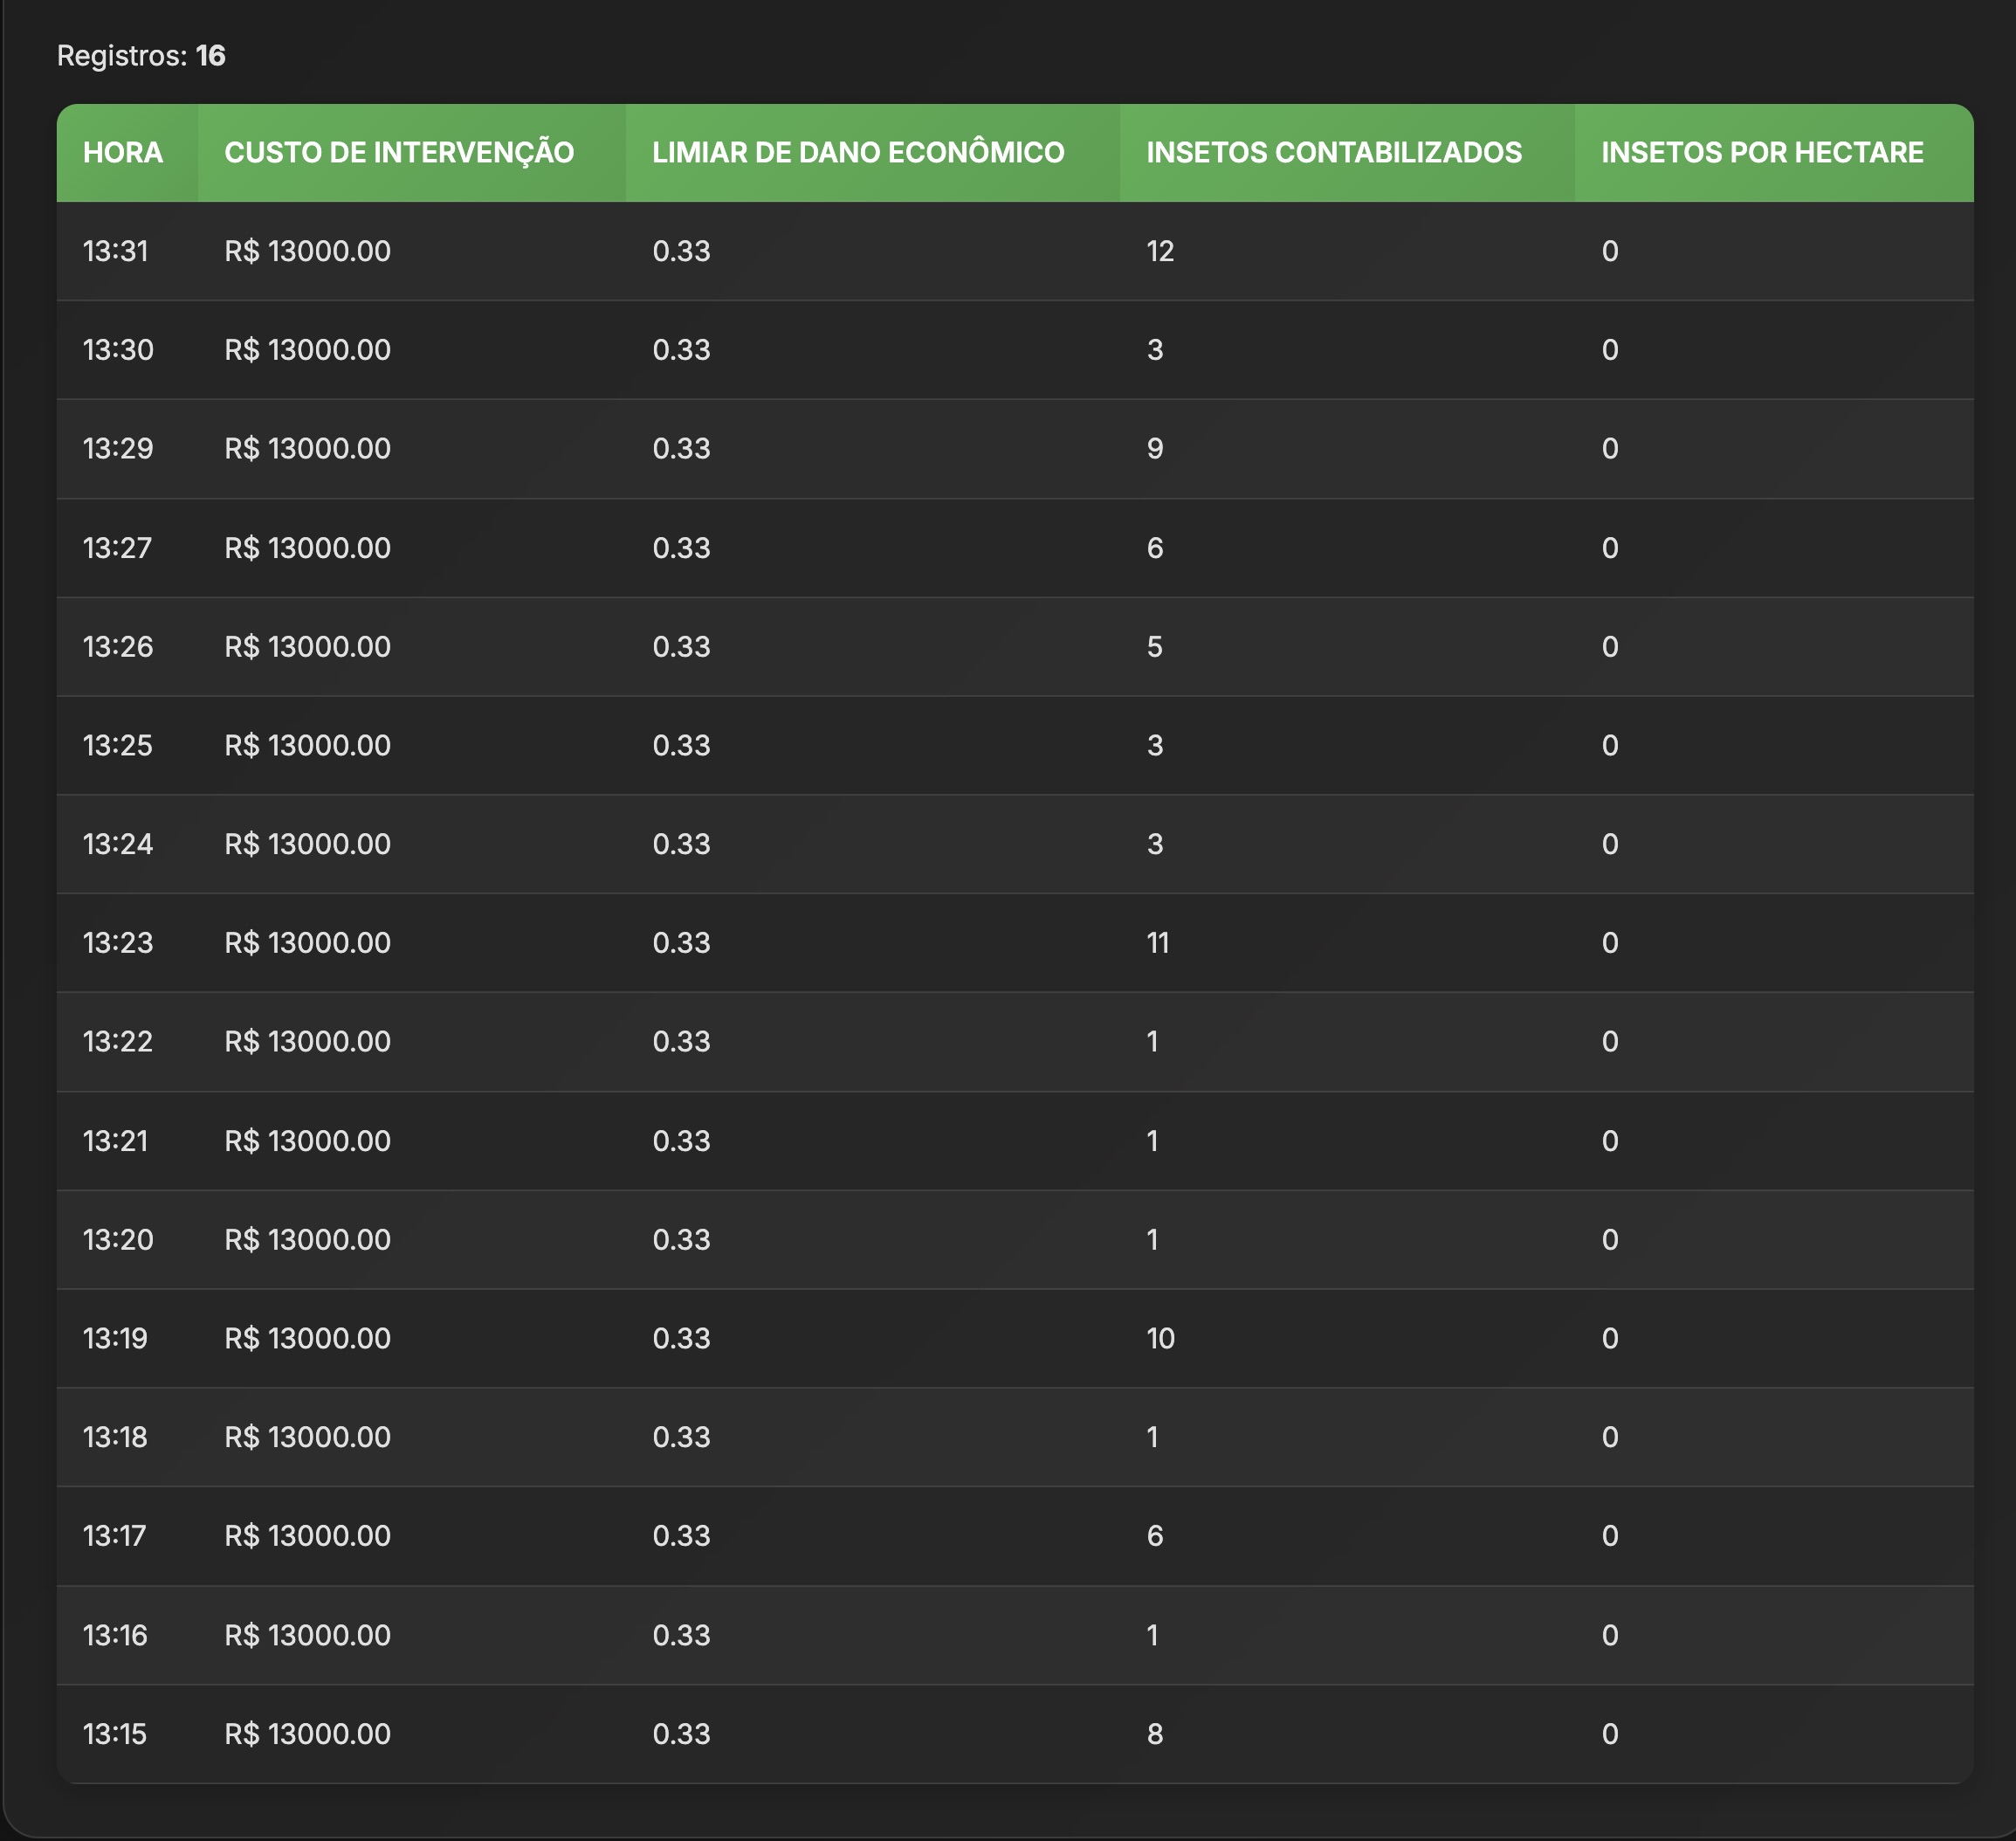 Registros: 16
HORA CUSTO DE INTERVENÇÃO LIMIAR DE DANO ECONÔMICO INSETOS CONTABILIZADOS INSETOS POR HECTARE
13:31 R$ 13000.00 0.33 12 0
13:30 R$ 13000.00 0.33 3 0
13:29 R$ 13000.00 0.33 9 0
13:27 R$ 13000.00 0.33 6 0
13:26 R$ 13000.00 0.33 5 0
13:25 R$ 13000.00 0.33 3 0
13:24 R$ 13000.00 0.33 3 0
13:23 R$ 13000.00 0.33 11 0
13:22 R$ 13000.00 0.33 1 0
13:21 R$ 13000.00 0.33 1 0
13:20 R$ 13000.00 0.33 1 0
13:19 R$ 13000.00 0.33 10 0
13:18 R$ 13000.00 0.33 1 0
13:17 R$ 13000.00 0.33 6 0
13:16 R$ 13000.00 0.33 1 0
13:15 R$ 13000.00 0.33 8 0